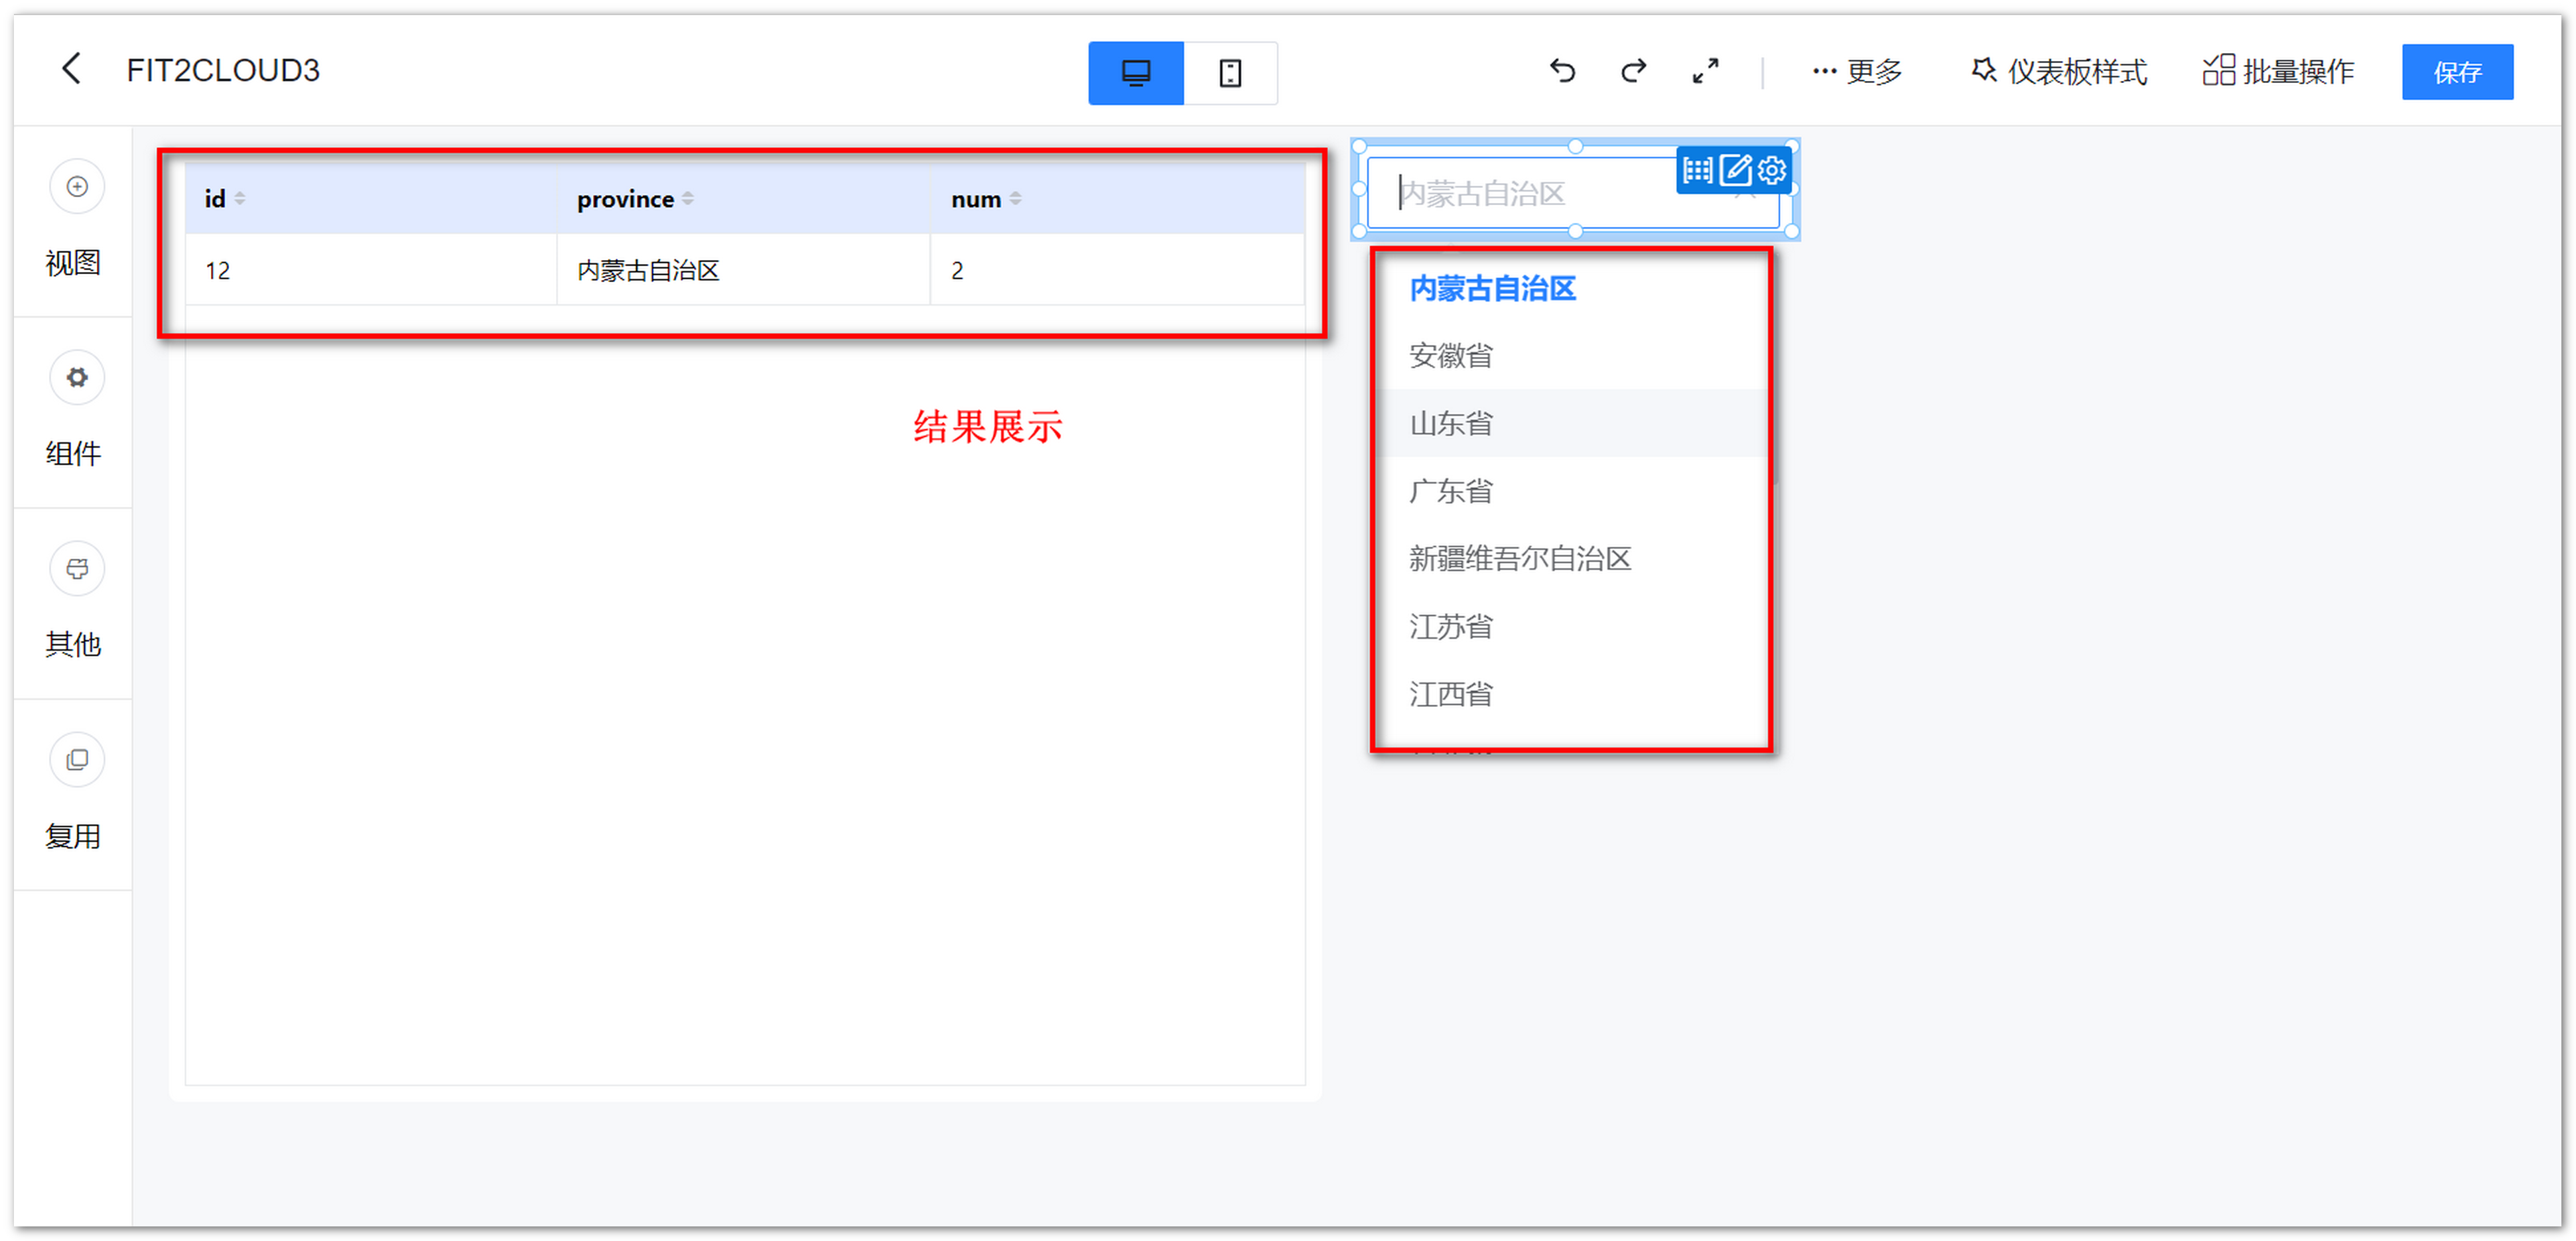 FIT2CLOUD3
更多
仪表板样式
批量操作
保存
视图
组件
其他
复用
id province num
12 内蒙古自治区 2
结果展示
内蒙古自治区
内蒙古自治区
安徽省
山东省
广东省
新疆维吾尔自治区
江苏省
江西省